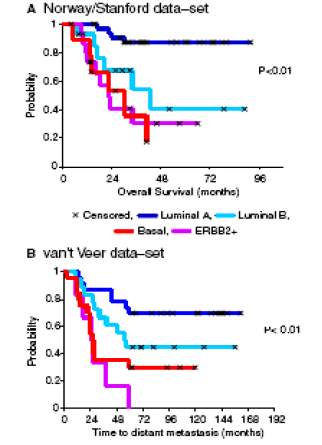 A Norway/Stanford data-set
1
0.8
0.6
0.4
0.2
0
Probability
P<0.01
0 24 48 72 96
Overall Survival (months)
× Censored, Luminal A, Luminal B,
Basal, ERBB2+
B van't Veer data-set
1
0.8
0.6
0.4
0.2
0
Probability
P< 0.01
0 24 48 72 96 120 144 168 192
Time to distant metastasis (months)